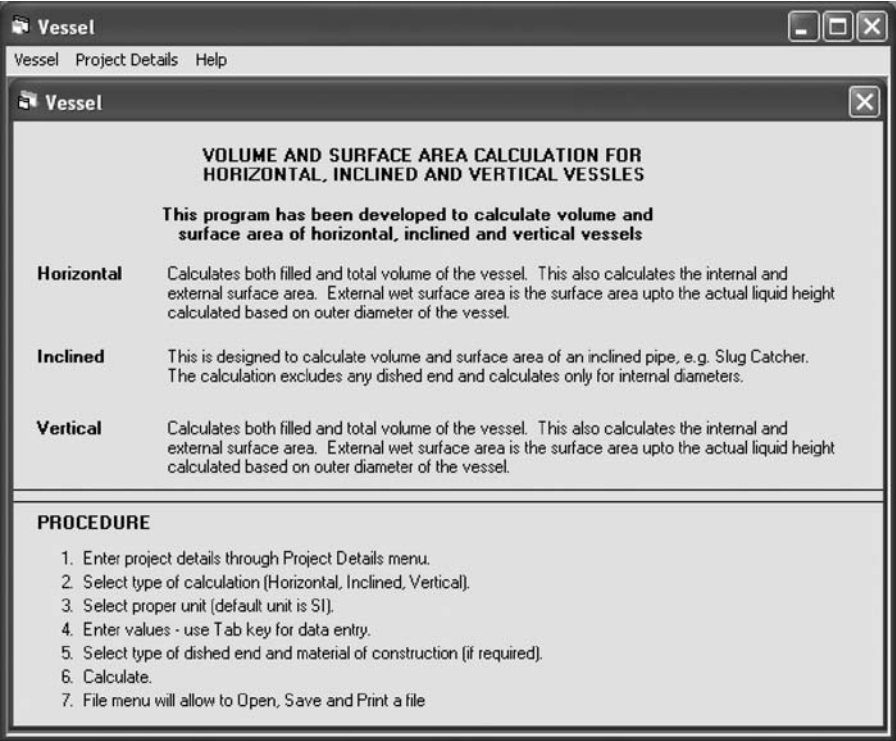 Vessel
Vessel Project Details Help
Vessel
VOLUME AND SURFACE AREA CALCULATION FOR
HORIZONTAL, INCLINED AND VERTICAL VESSLES
This program has been developed to calculate volume and
surface area of horizontal, inclined and vertical vessels
Horizontal Calculates both filled and total volume of the vessel. This also calculates the internal and
external surface area. External wet surface area is the surface area upto the actual liquid height
calculated based on outer diameter of the vessel.
Inclined This is designed to calculate volume and surface area of an inclined pipe, e.g. Slug Catcher.
The calculation excludes any dished end and calculates only for internal diameters.
Vertical Calculates both filled and total volume of the vessel. This also calculates the internal and
external surface area. External wet surface area is the surface area upto the actual liquid height
calculated based on outer diameter of the vessel.
PROCEDURE
1. Enter project details through Project Details menu.
2. Select type of calculation (Horizontal, Inclined, Vertical).
3. Select proper unit (default unit is SI).
4. Enter values - use Tab key for data entry.
5. Select type of dished end and material of construction (if required).
6. Calculate.
7. File menu will allow to Open, Save and Print a file